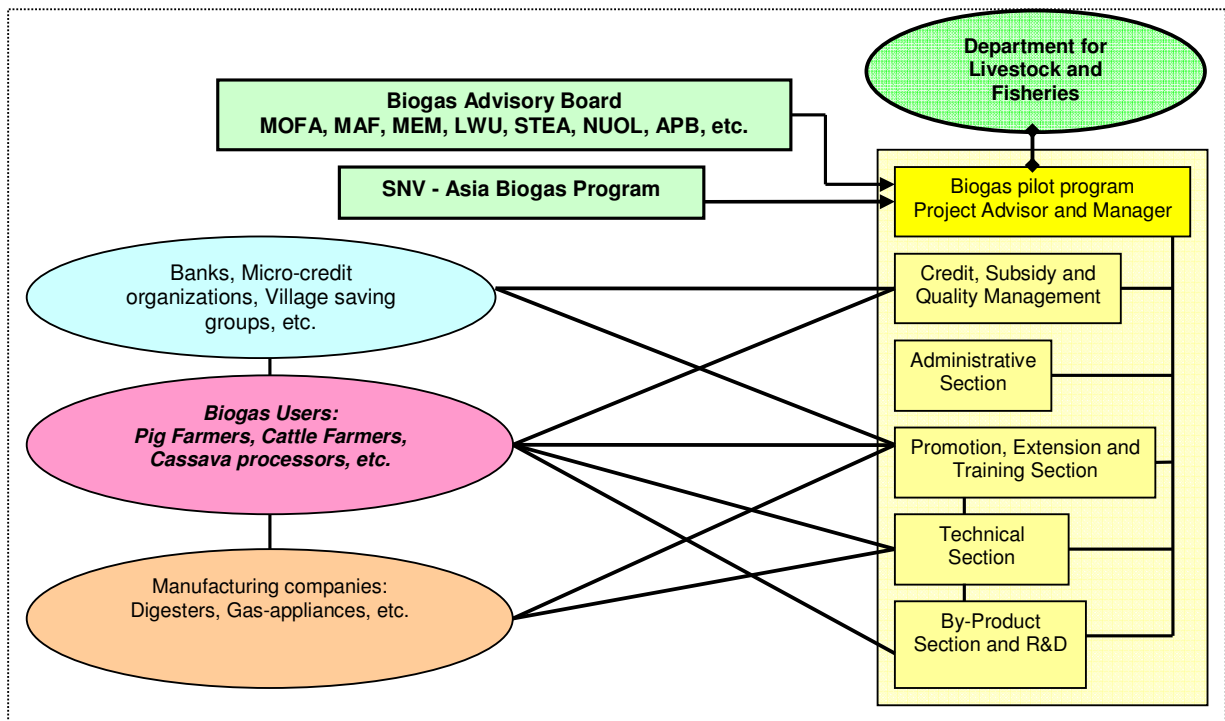 Department for
Livestock and
Fisheries
Biogas Advisory Board
MOFA, MAF, MEM, LWU, STEA, NUOL, APB, etc.
SNV - Asia Biogas Program
Biogas pilot program
Project Advisor and Manager
Banks, Micro-credit
organizations, Village saving
groups, etc.
Credit, Subsidy and
Quality Management
Administrative
Section
Biogas Users:
Pig Farmers, Cattle Farmers,
Cassava processors, etc.
Promotion, Extension and
Training Section
Technical
Section
Manufacturing companies:
Digesters, Gas-appliances, etc.
By-Product
Section and R&D